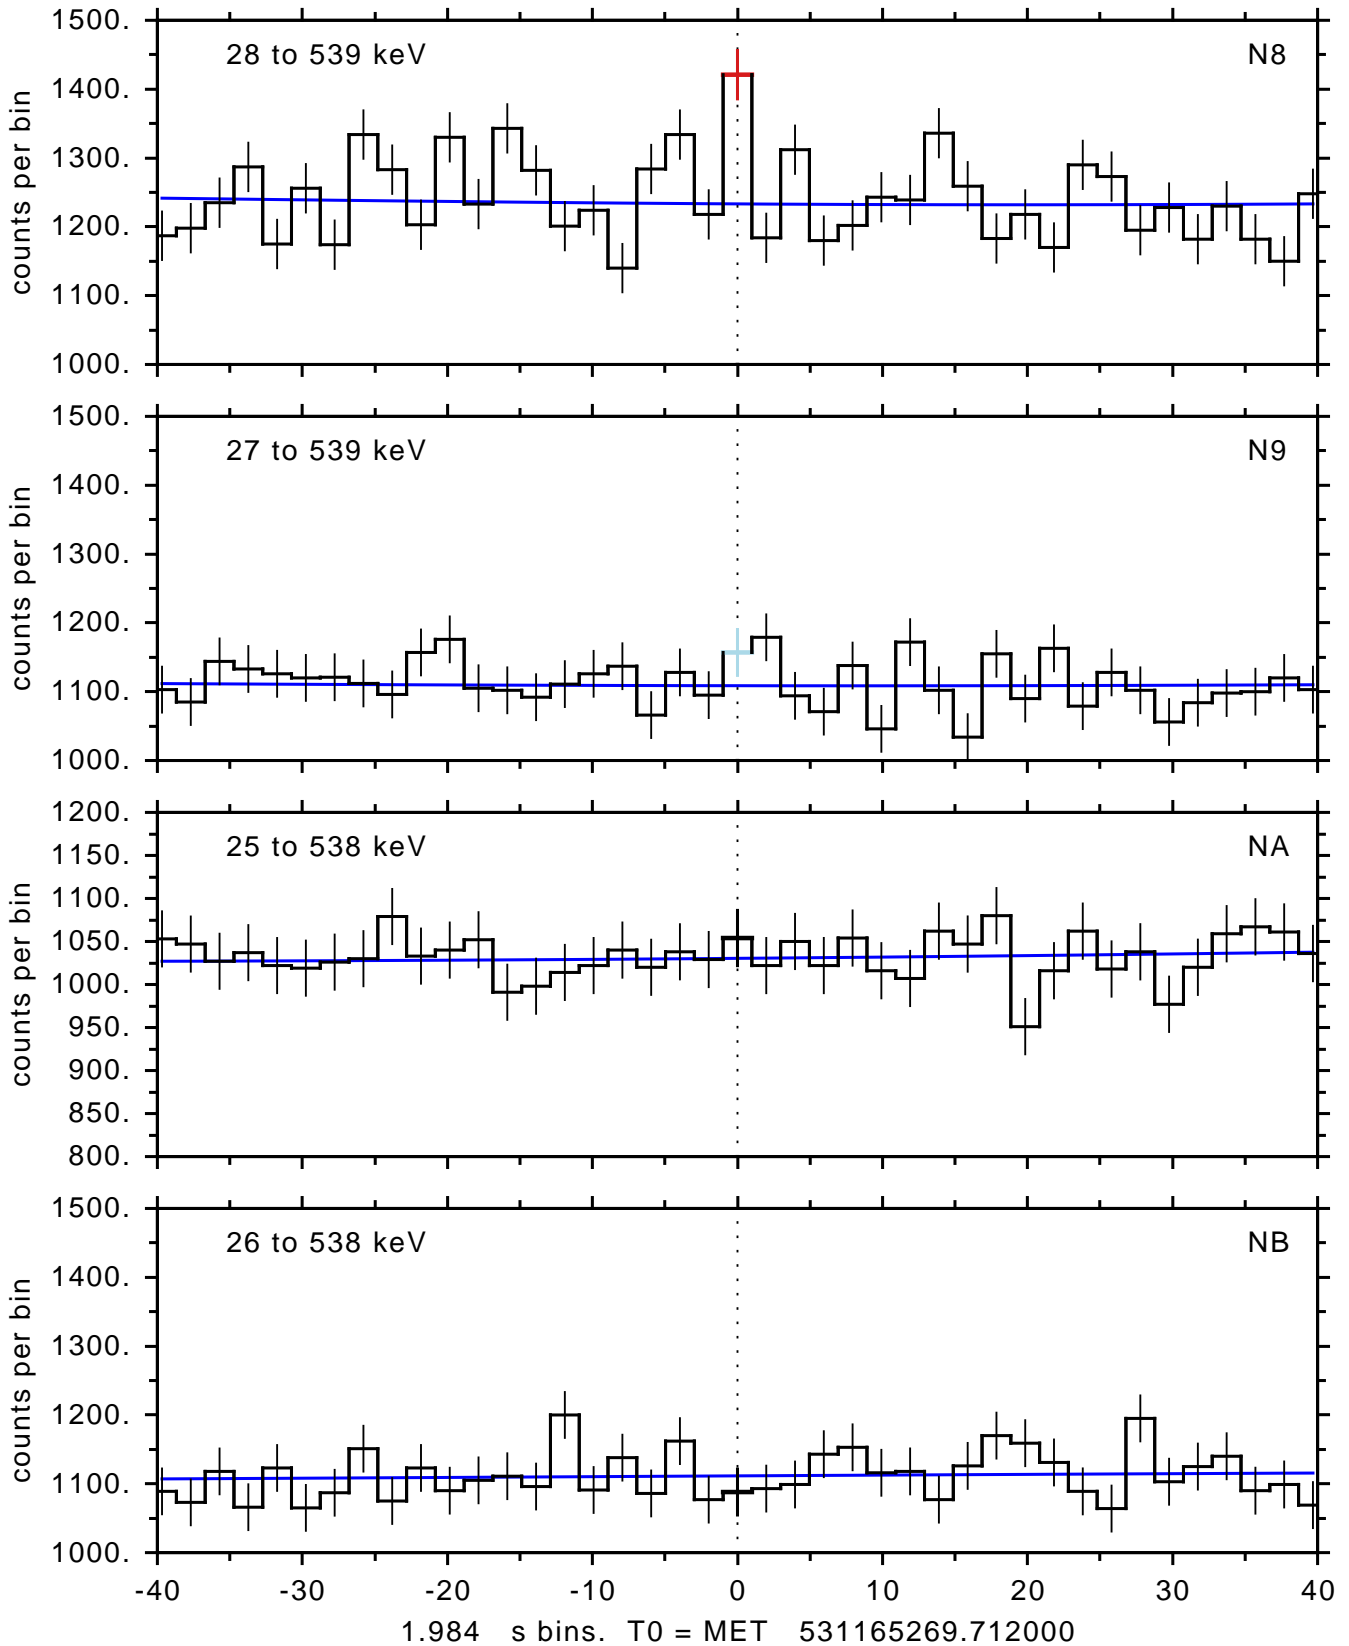 1500.
28 to 539 keV N8
1400.
1300.
1200.
1100.
1000.
counts per bin
1500.
27 to 539 keV N9
1400.
1300.
1200.
1100.
1000.
counts per bin
1200.
25 to 538 keV NA
1150.
1100.
1050.
1000.
950.
900.
850.
800.
counts per bin
1500.
26 to 538 keV NB
1400.
1300.
1200.
1100.
1000.
counts per bin
-40 -30 -20 -10 0 10 20 30 40
1.984 s bins. T0 = MET 531165269.712000